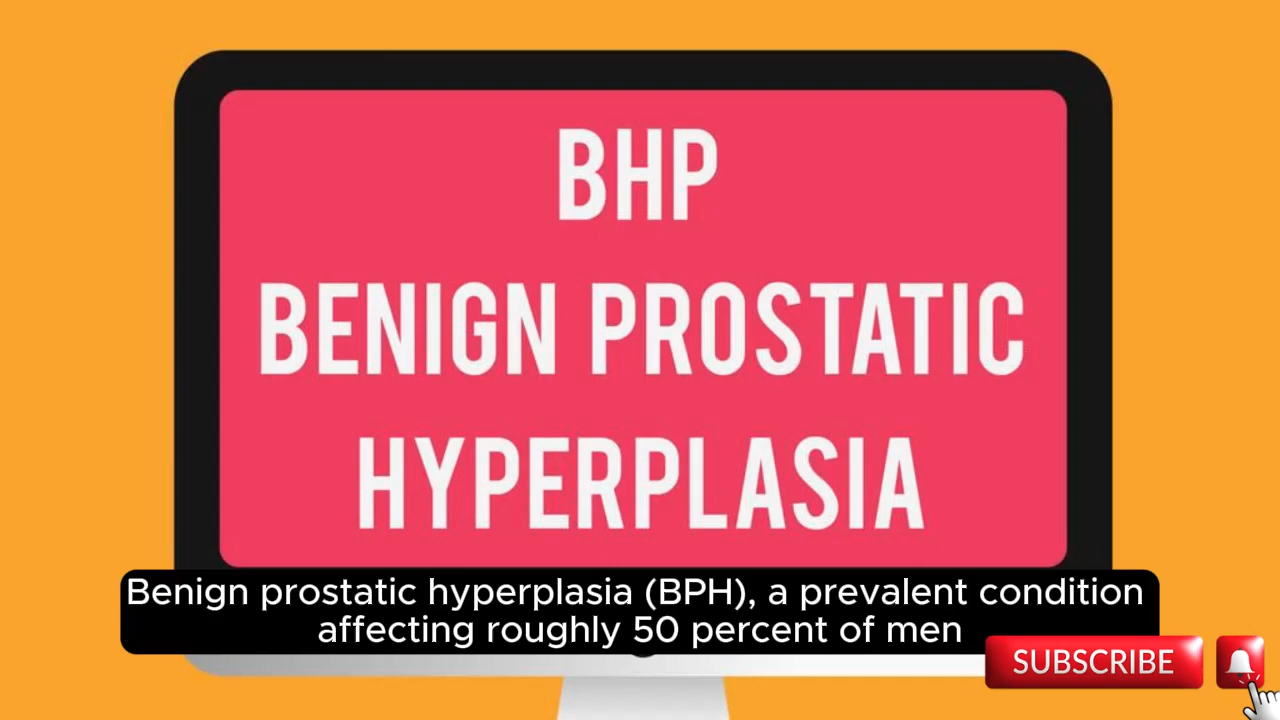 BHP
BENIGN PROSTATIC
HYPERPLASIA
Benign prostatic hyperplasia (BPH), a prevalent condition
affecting roughly 50 percent of men
SUBSCRIBE